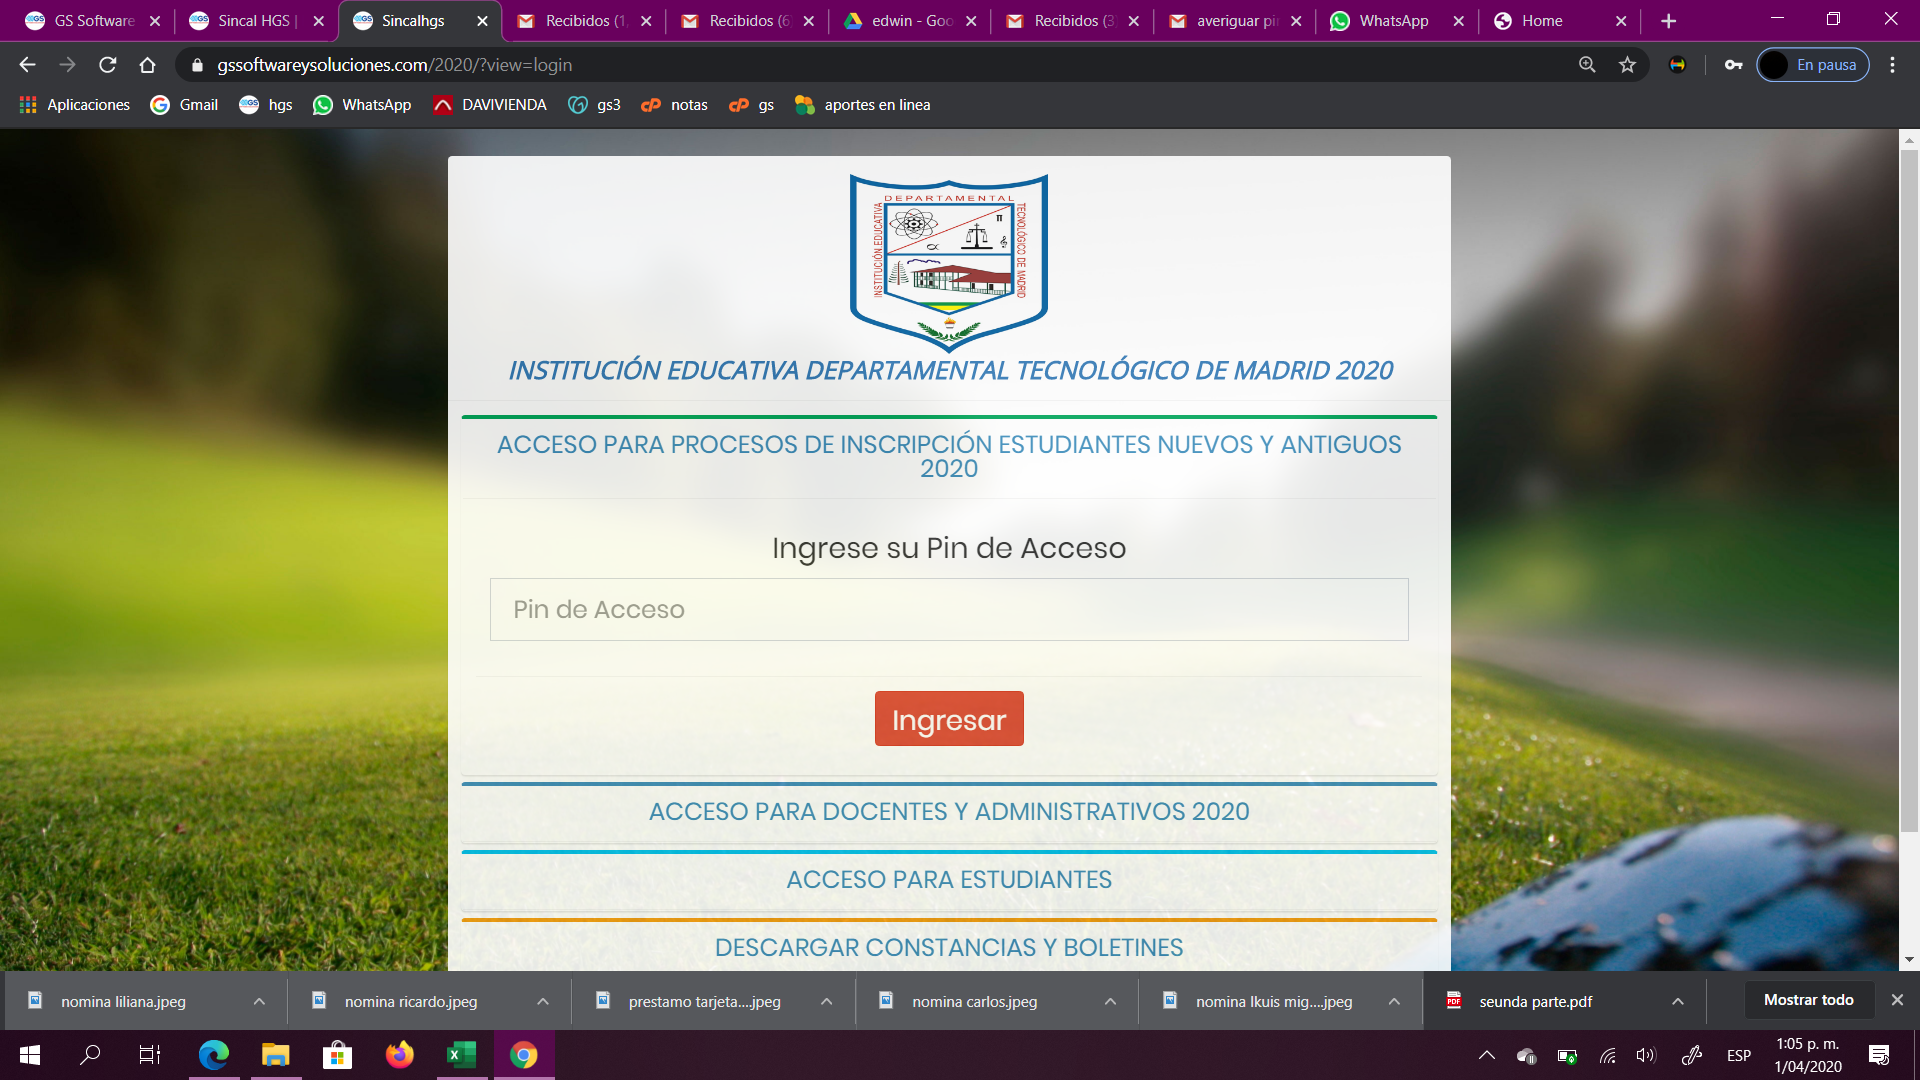 GS Software
Sincal HGS |
Sincalhgs
Recibidos (1,
Recibidos (6)
edwin - Goo
Recibidos (3)
averiguar pi
WhatsApp
Home
gssoftwareysoluciones.com/2020/?view=login
En pausa
Aplicaciones
Gmail
hgs
WhatsApp
DAVIVIENDA
gs3
notas
gs
aportes en linea
DEPARTAMENTAL
INSTITUCIÓN EDUCATIVA
TECNOLÓGICO DE MADRID
INSTITUCIÓN EDUCATIVA DEPARTAMENTAL TECNOLÓGICO DE MADRID 2020
ACCESO PARA PROCESOS DE INSCRIPCIÓN ESTUDIANTES NUEVOS Y ANTIGUOS
2020
Ingrese su Pin de Acceso
Pin de Acceso
Ingresar
ACCESO PARA DOCENTES Y ADMINISTRATIVOS 2020
ACCESO PARA ESTUDIANTES
DESCARGAR CONSTANCIAS Y BOLETINES
nomina liliana.jpeg
nomina ricardo.jpeg
prestamo tarjeta....jpeg
nomina carlos.jpeg
nomina lkuis mig....jpeg
seunda parte.pdf
Mostrar todo
ESP
1:05 p. m.
1/04/2020